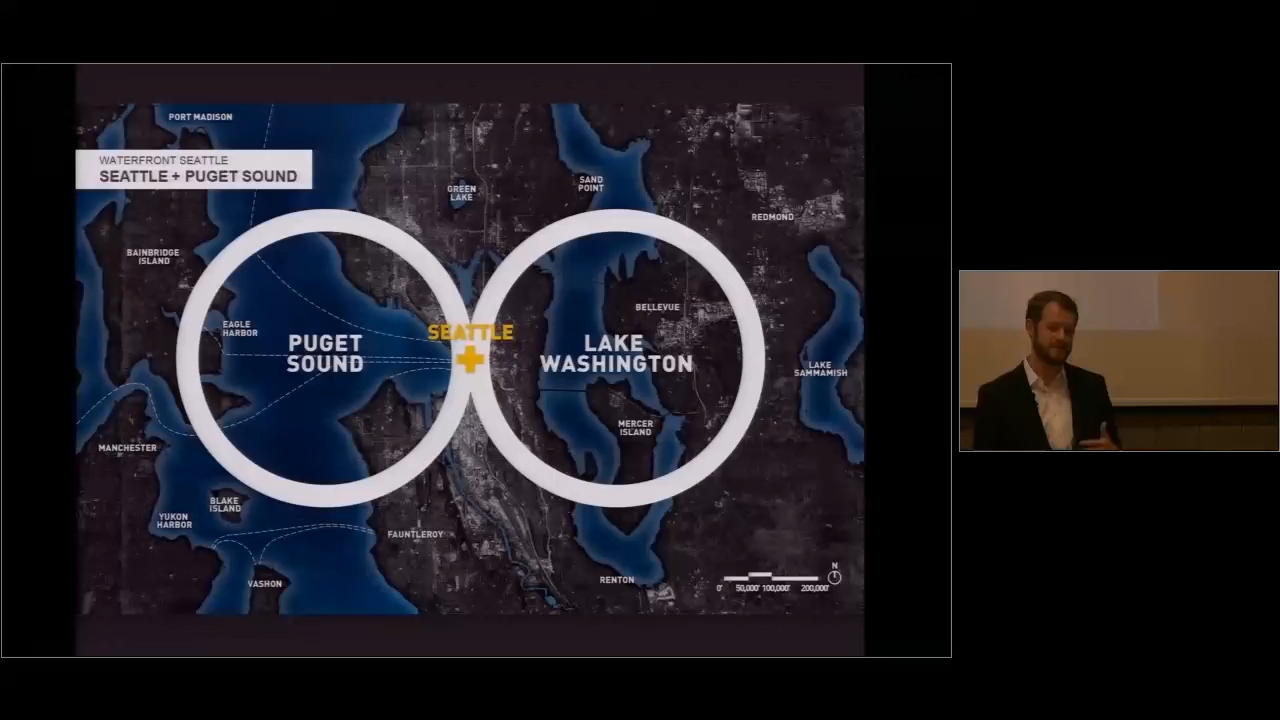 PORT MADISON
WATERFRONT SEATTLE
SEATTLE + PUGET SOUND
GREEN
LAKE
SAND
POINT
REDMOND
BAINBRIDGE
ISLAND
EAGLE
HARBOR
PUGET
SOUND
SEATTLE
BELLEVUE
LAKE
WASHINGTON
LAKE
SAMMAMISH
MERCER
ISLAND
MANCHESTER
BLAKE
ISLAND
YUKON
HARBOR
FAUNTLEROY
VASHON
RENTON
N
0' 50,000' 100,000' 200,000'